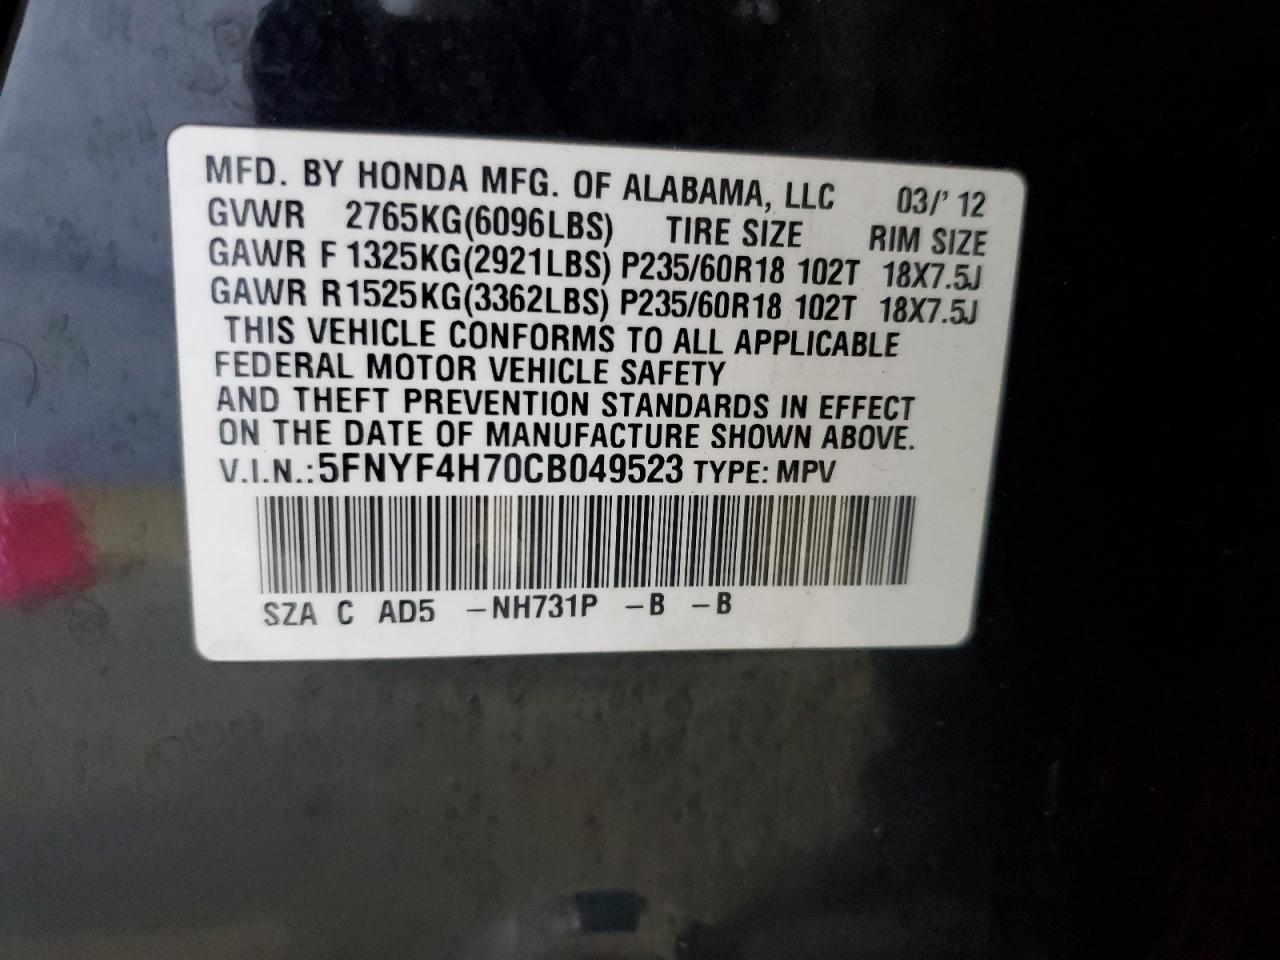 MFD. BY HONDA MFG. OF ALABAMA, LLC 03/' 12
GVWR 2765KG(6096LBS) TIRE SIZE RIM SIZE
GAWR F 1325KG(2921LBS) P235/60R18 102T 18X7.5J
GAWR R1525KG(3362LBS) P235/60R18 102T 18X7.5J
THIS VEHICLE CONFORMS TO ALL APPLICABLE
FEDERAL MOTOR VEHICLE SAFETY
AND THEFT PREVENTION STANDARDS IN EFFECT
ON THE DATE OF MANUFACTURE SHOWN ABOVE.
V.I.N.:5FNYF4H70CB049523 TYPE: MPV
SZA C AD5 -NH731P -B -B